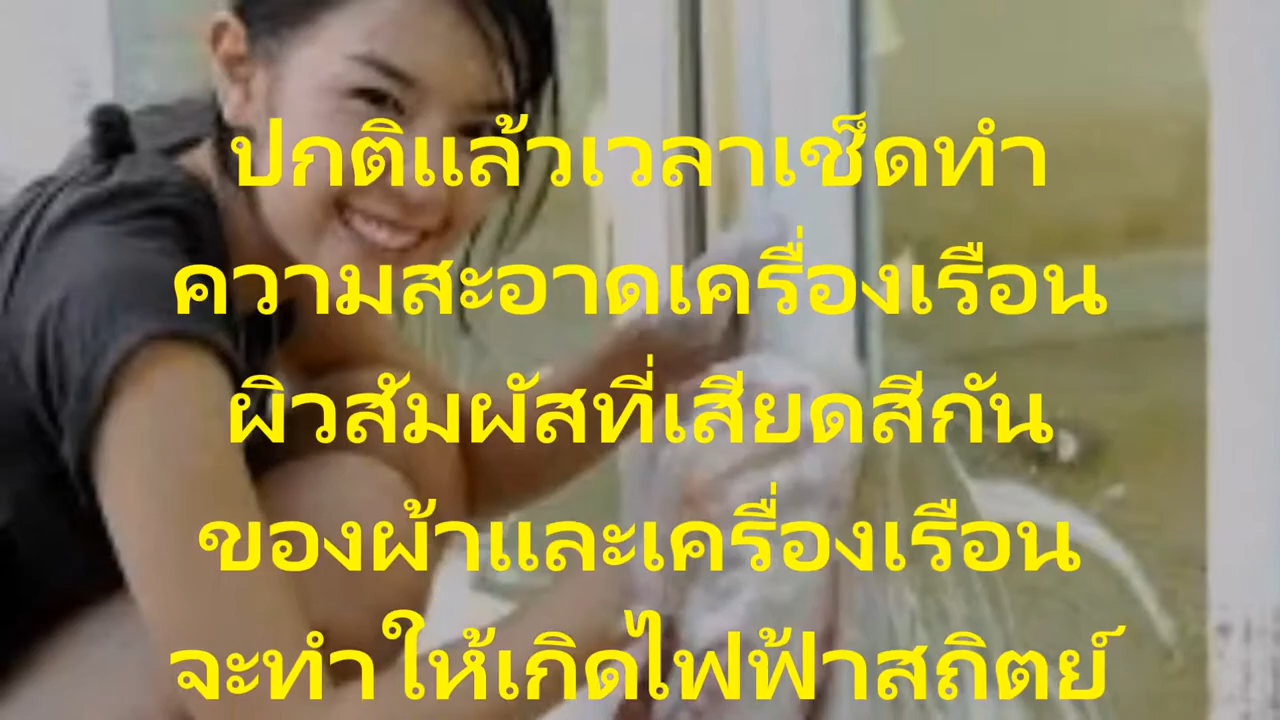 ปกติแล้วเวลาเช็ดทำ
ความสะอาดเครื่องเรือน
ผิวสัมผัสที่เสียดสีกัน
ของผ้าและเครื่องเรือน
จะทำให้เกิดไฟฟ้าสถิตย์